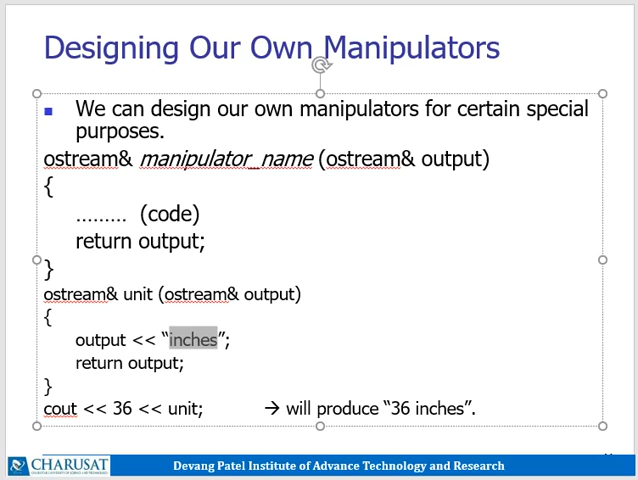 Designing Our Own Manipulators
▪ We can design our own manipulators for certain special
purposes.
ostream& manipulator_name (ostream& output)
{
……… (code)
return output;
}
ostream& unit (ostream& output)
{
output << “inches”;
return output;
}
cout << 36 << unit; → will produce “36 inches”.
CHARUSAT
Devang Patel Institute of Advance Technology and Research